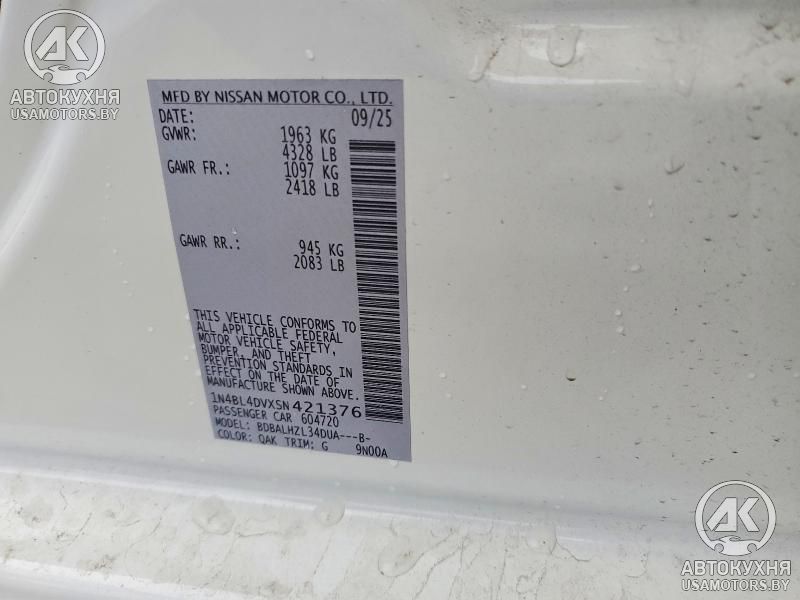 AK
АВТОКУХНЯ
USAMOTORS.BY
MFD BY NISSAN MOTOR CO., LTD.
DATE: 09/25
GVWR: 1963 KG
4328 LB
GAWR FR.: 1097 KG
2418 LB
GAWR RR.: 945 KG
2083 LB
THIS VEHICLE CONFORMS TO
ALL APPLICABLE FEDERAL
MOTOR VEHICLE SAFETY,
BUMPER, AND THEFT
PREVENTION STANDARDS IN
EFFECT ON THE DATE OF
MANUFACTURE SHOWN ABOVE.
1N4BL4DVXSN421376
PASSENGER CAR 604720
MODEL: BDBALHZL34DUA---B-
COLOR: QAK TRIM: G 9N00A
AK
АВТОКУХНЯ
USAMOTORS.BY